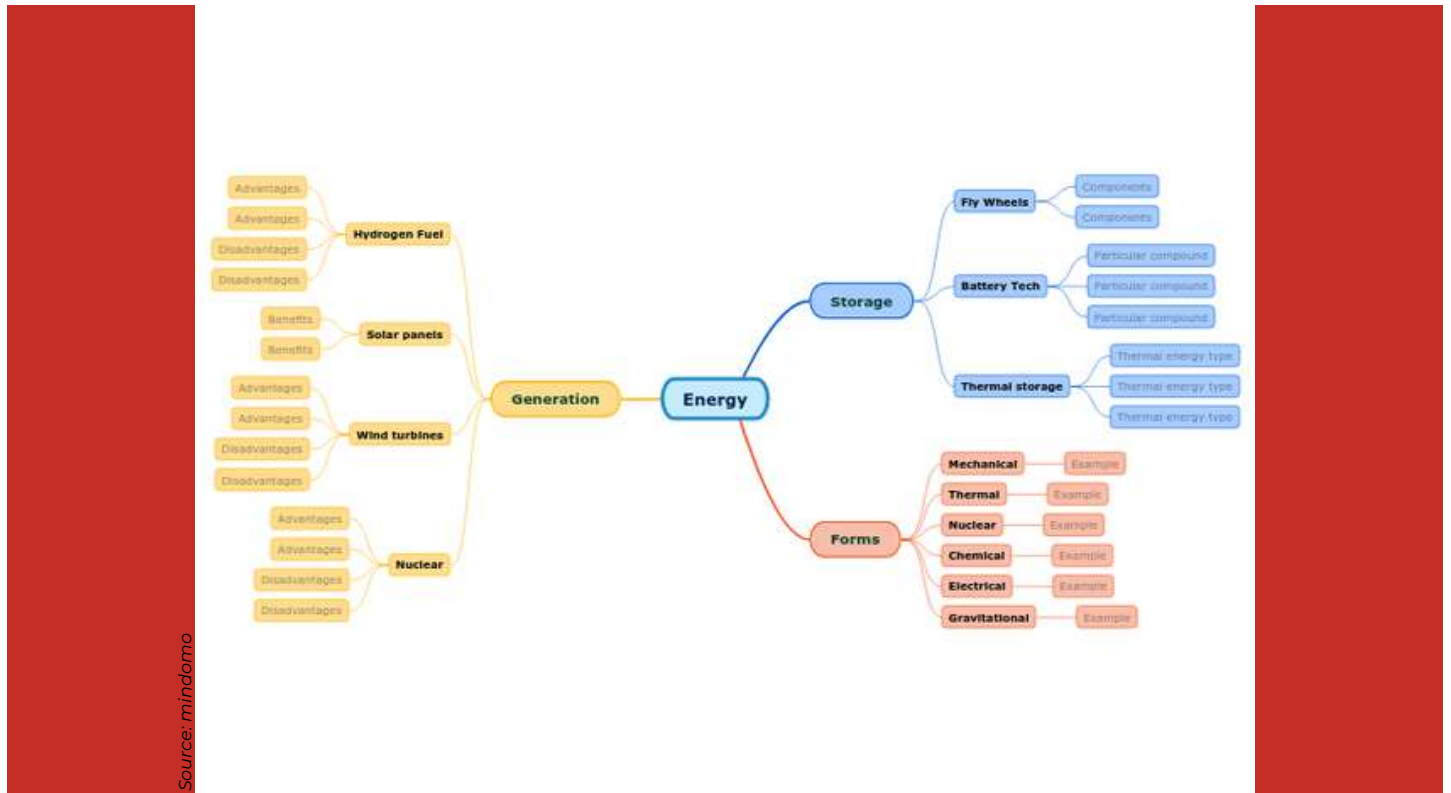 Energy
Generation
Hydrogen Fuel
Advantages
Advantages
Disadvantages
Disadvantages
Solar panels
Benefits
Benefits
Wind turbines
Advantages
Advantages
Disadvantages
Disadvantages
Nuclear
Advantages
Advantages
Disadvantages
Disadvantages
Storage
Fly Wheels
Components
Components
Battery Tech
Particular compound
Particular compound
Particular compound
Thermal storage
Thermal energy type
Thermal energy type
Thermal energy type
Forms
Mechanical
Example
Thermal
Example
Nuclear
Example
Chemical
Example
Electrical
Example
Gravitational
Example
Source: mindomo